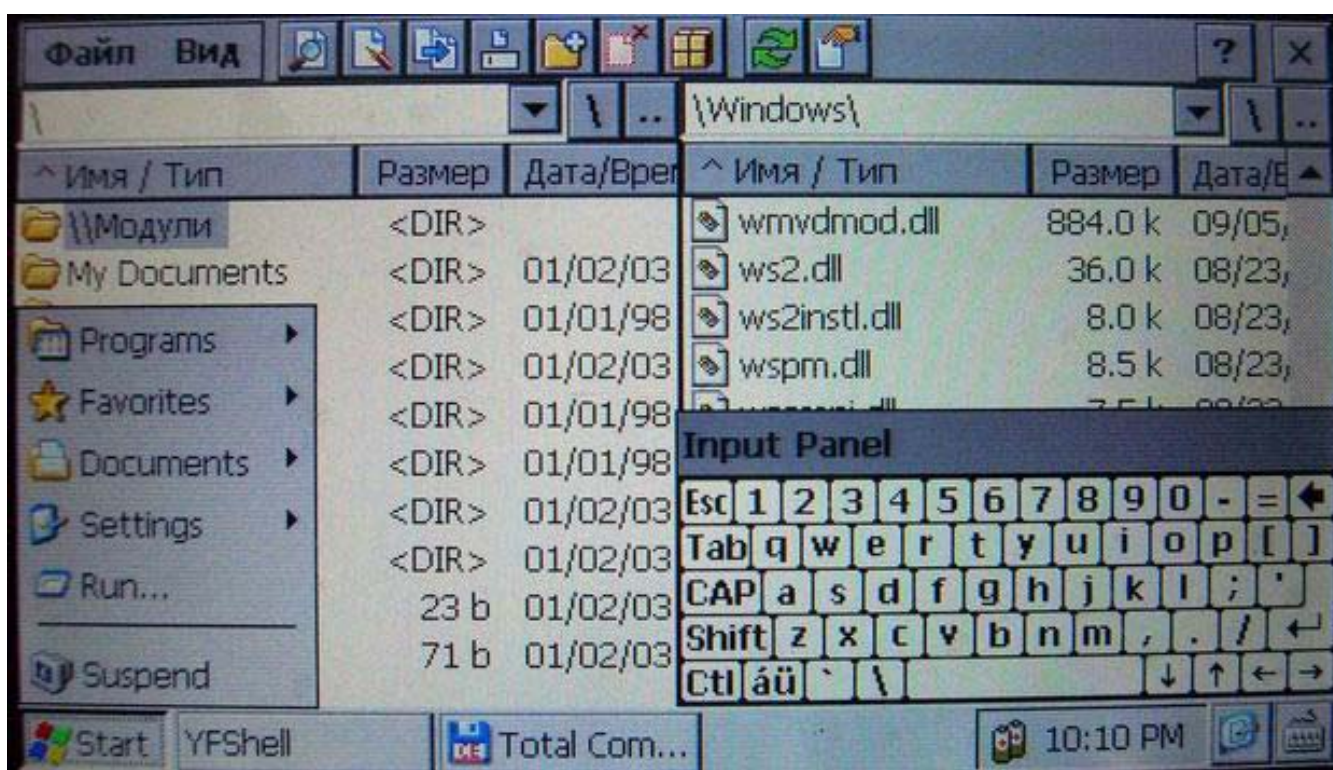 Файл Вид ? ×
\ \ .. \Windows\ \ ..
^ Имя / Тип Размер Дата/Врем ^ Имя / Тип Размер Дата/В
\\Модули <DIR> wmvdmod.dll 884.0 k 09/05,
My Documents <DIR> 01/02/03 ws2.dll 36.0 k 08/23,
<DIR> 01/01/98 ws2instl.dll 8.0 k 08/23,
Programs
<DIR> 01/02/03 wspm.dll 8.5 k 08/23,
Favorites
<DIR> 01/01/98
Input Panel
Documents <DIR> 01/01/98
Esc 1 2 3 4 5 6 7 8 9 0 - =
Settings <DIR> 01/02/03
Tab q w e r t y u i o p [ ]
<DIR> 01/02/03
Run...
CAP a s d f g h j k l ; '
23 b 01/02/03
Shift z x c v b n m , . /
71 b 01/02/03
Suspend
Ctl áü ` \ ↓ ↑ ← →
Start YFShell Total Com... 10:10 PM